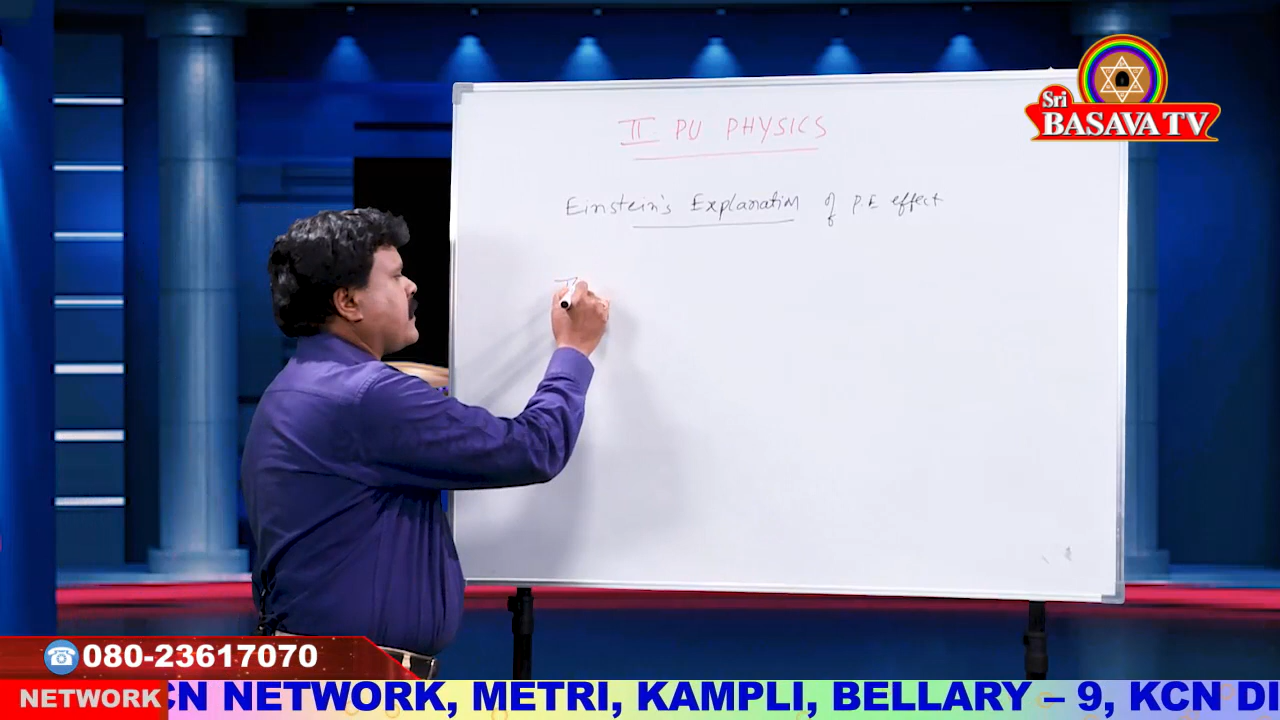 Sri
BASAVA TV
II PU PHYSICS
Einstein's Explanation of P.E effect
080-23617070
NETWORK
CN NETWORK, METRI, KAMPLI, BELLARY – 9, KCN DI